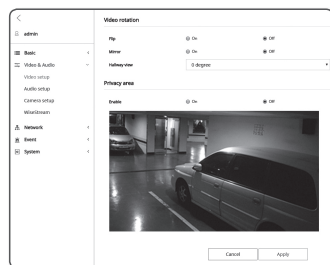 admin
Basic
Video & Audio
Video setup
Audio setup
Camera setup
WiseStream
Network
Event
System
Video rotation
Flip On Off
Mirror On Off
Hallway view 0 degree
Privacy area
Enable On Off
Cancel Apply